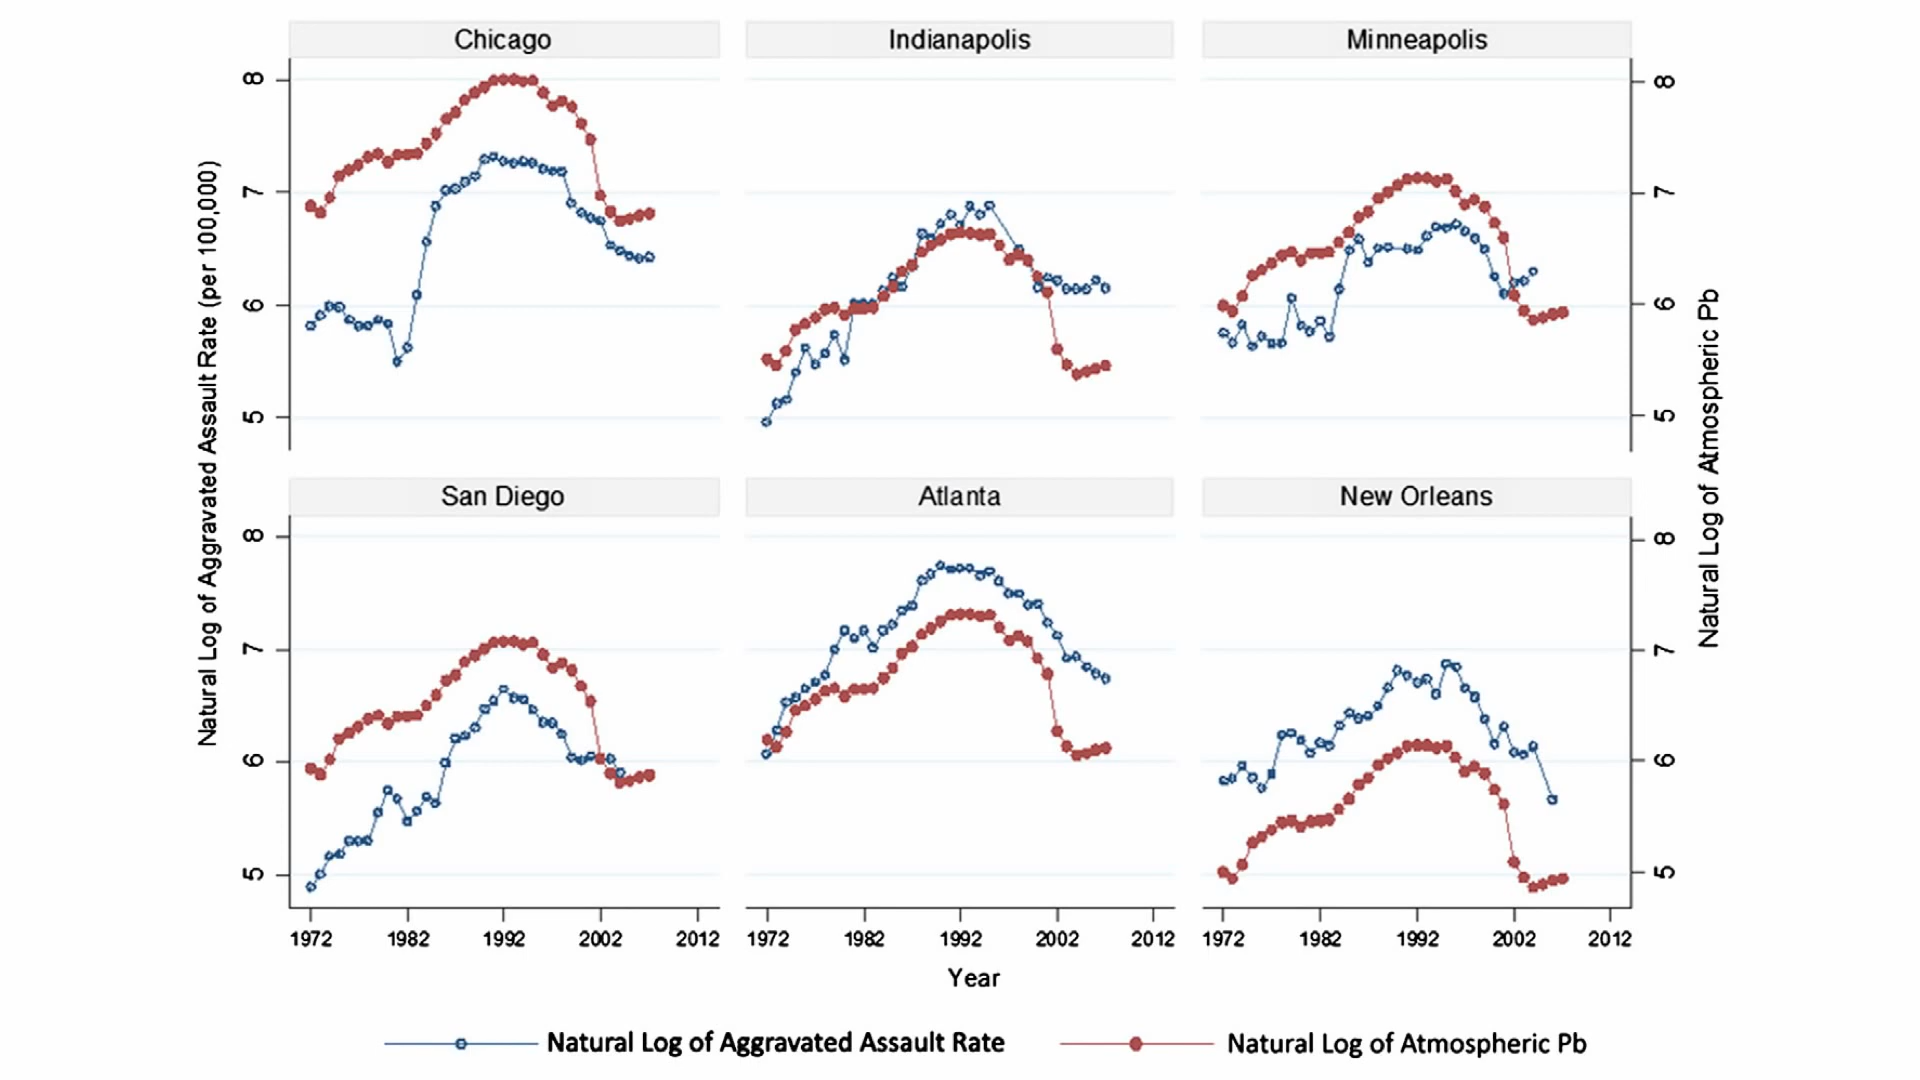 Chicago
Indianapolis
Minneapolis
8
7
6
5
8
7
6
5
San Diego
Atlanta
New Orleans
8
7
6
5
8
7
6
5
Natural Log of Aggravated Assault Rate (per 100,000)
Natural Log of Atmospheric Pb
1972 1982 1992 2002 2012
1972 1982 1992 2002 2012
1972 1982 1992 2002 2012
Year
Natural Log of Aggravated Assault Rate
Natural Log of Atmospheric Pb